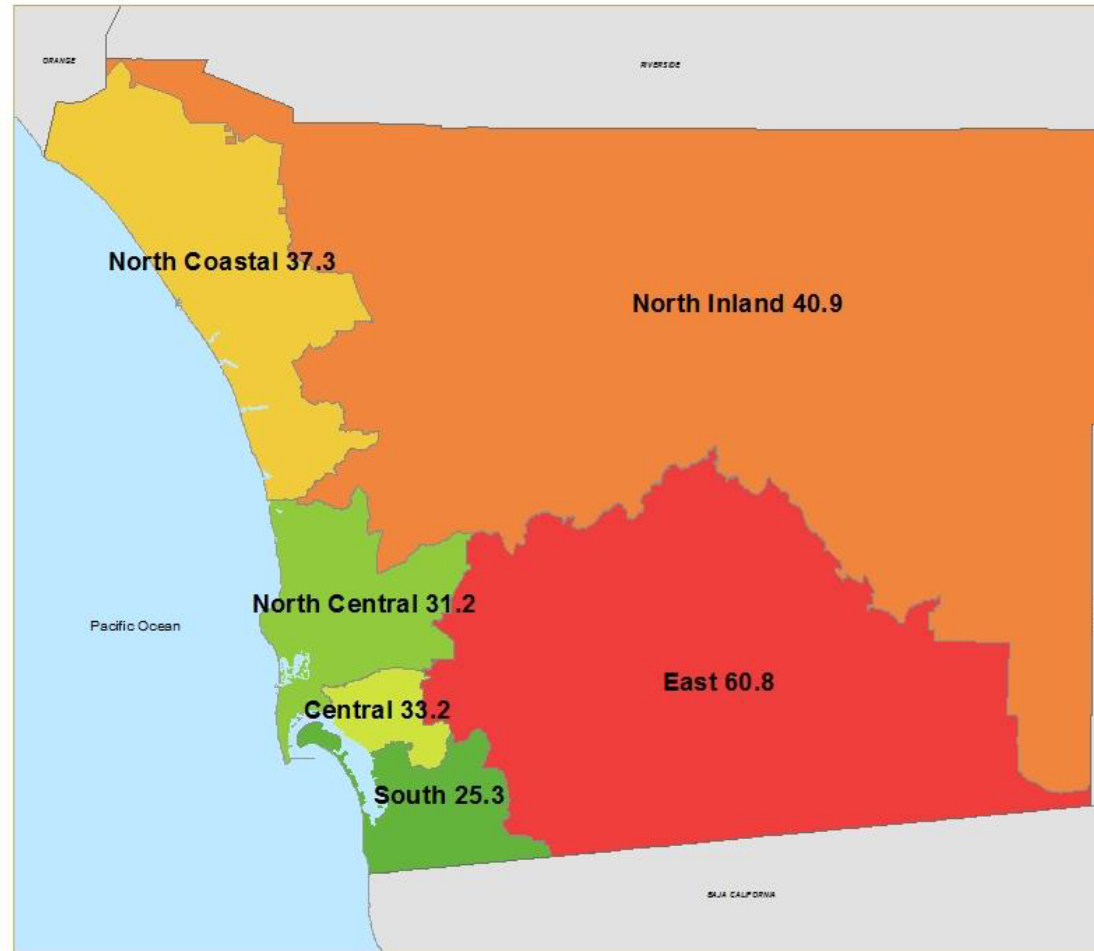 ORANGE
RIVERSIDE
North Coastal 37.3
North Inland 40.9
North Central 31.2
Pacific Ocean
East 60.8
Central 33.2
South 25.3
BAJA CALIFORNIA